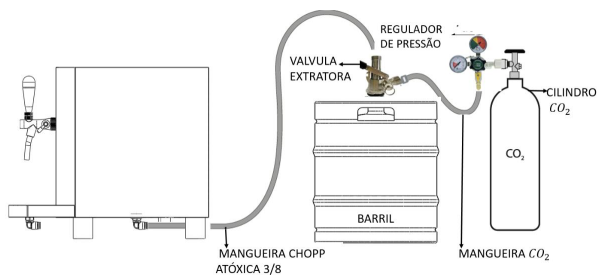 REGULADOR
DE PRESSÃO
VALVULA
EXTRATORA
CILINDRO
CO₂
CO₂
BARRIL
MANGUEIRA CHOPP
ATÓXICA 3/8
MANGUEIRA CO₂